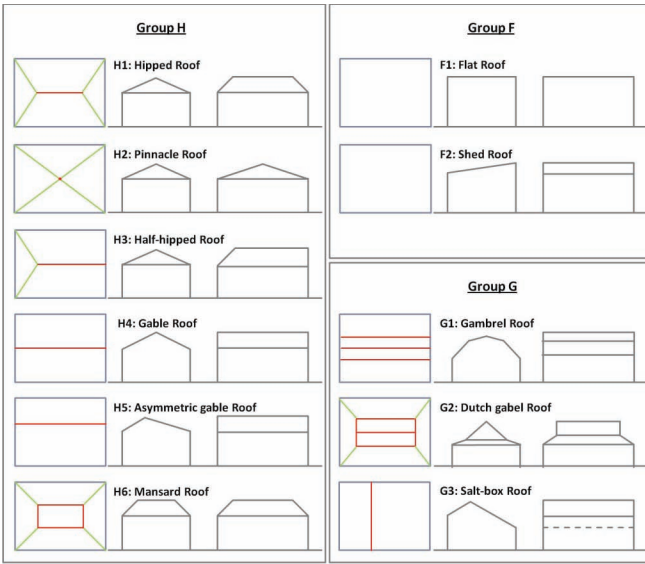 Group H
H1: Hipped Roof
H2: Pinnacle Roof
H3: Half-hipped Roof
H4: Gable Roof
H5: Asymmetric gable Roof
H6: Mansard Roof
Group F
F1: Flat Roof
F2: Shed Roof
Group G
G1: Gambrel Roof
G2: Dutch gabel Roof
G3: Salt-box Roof